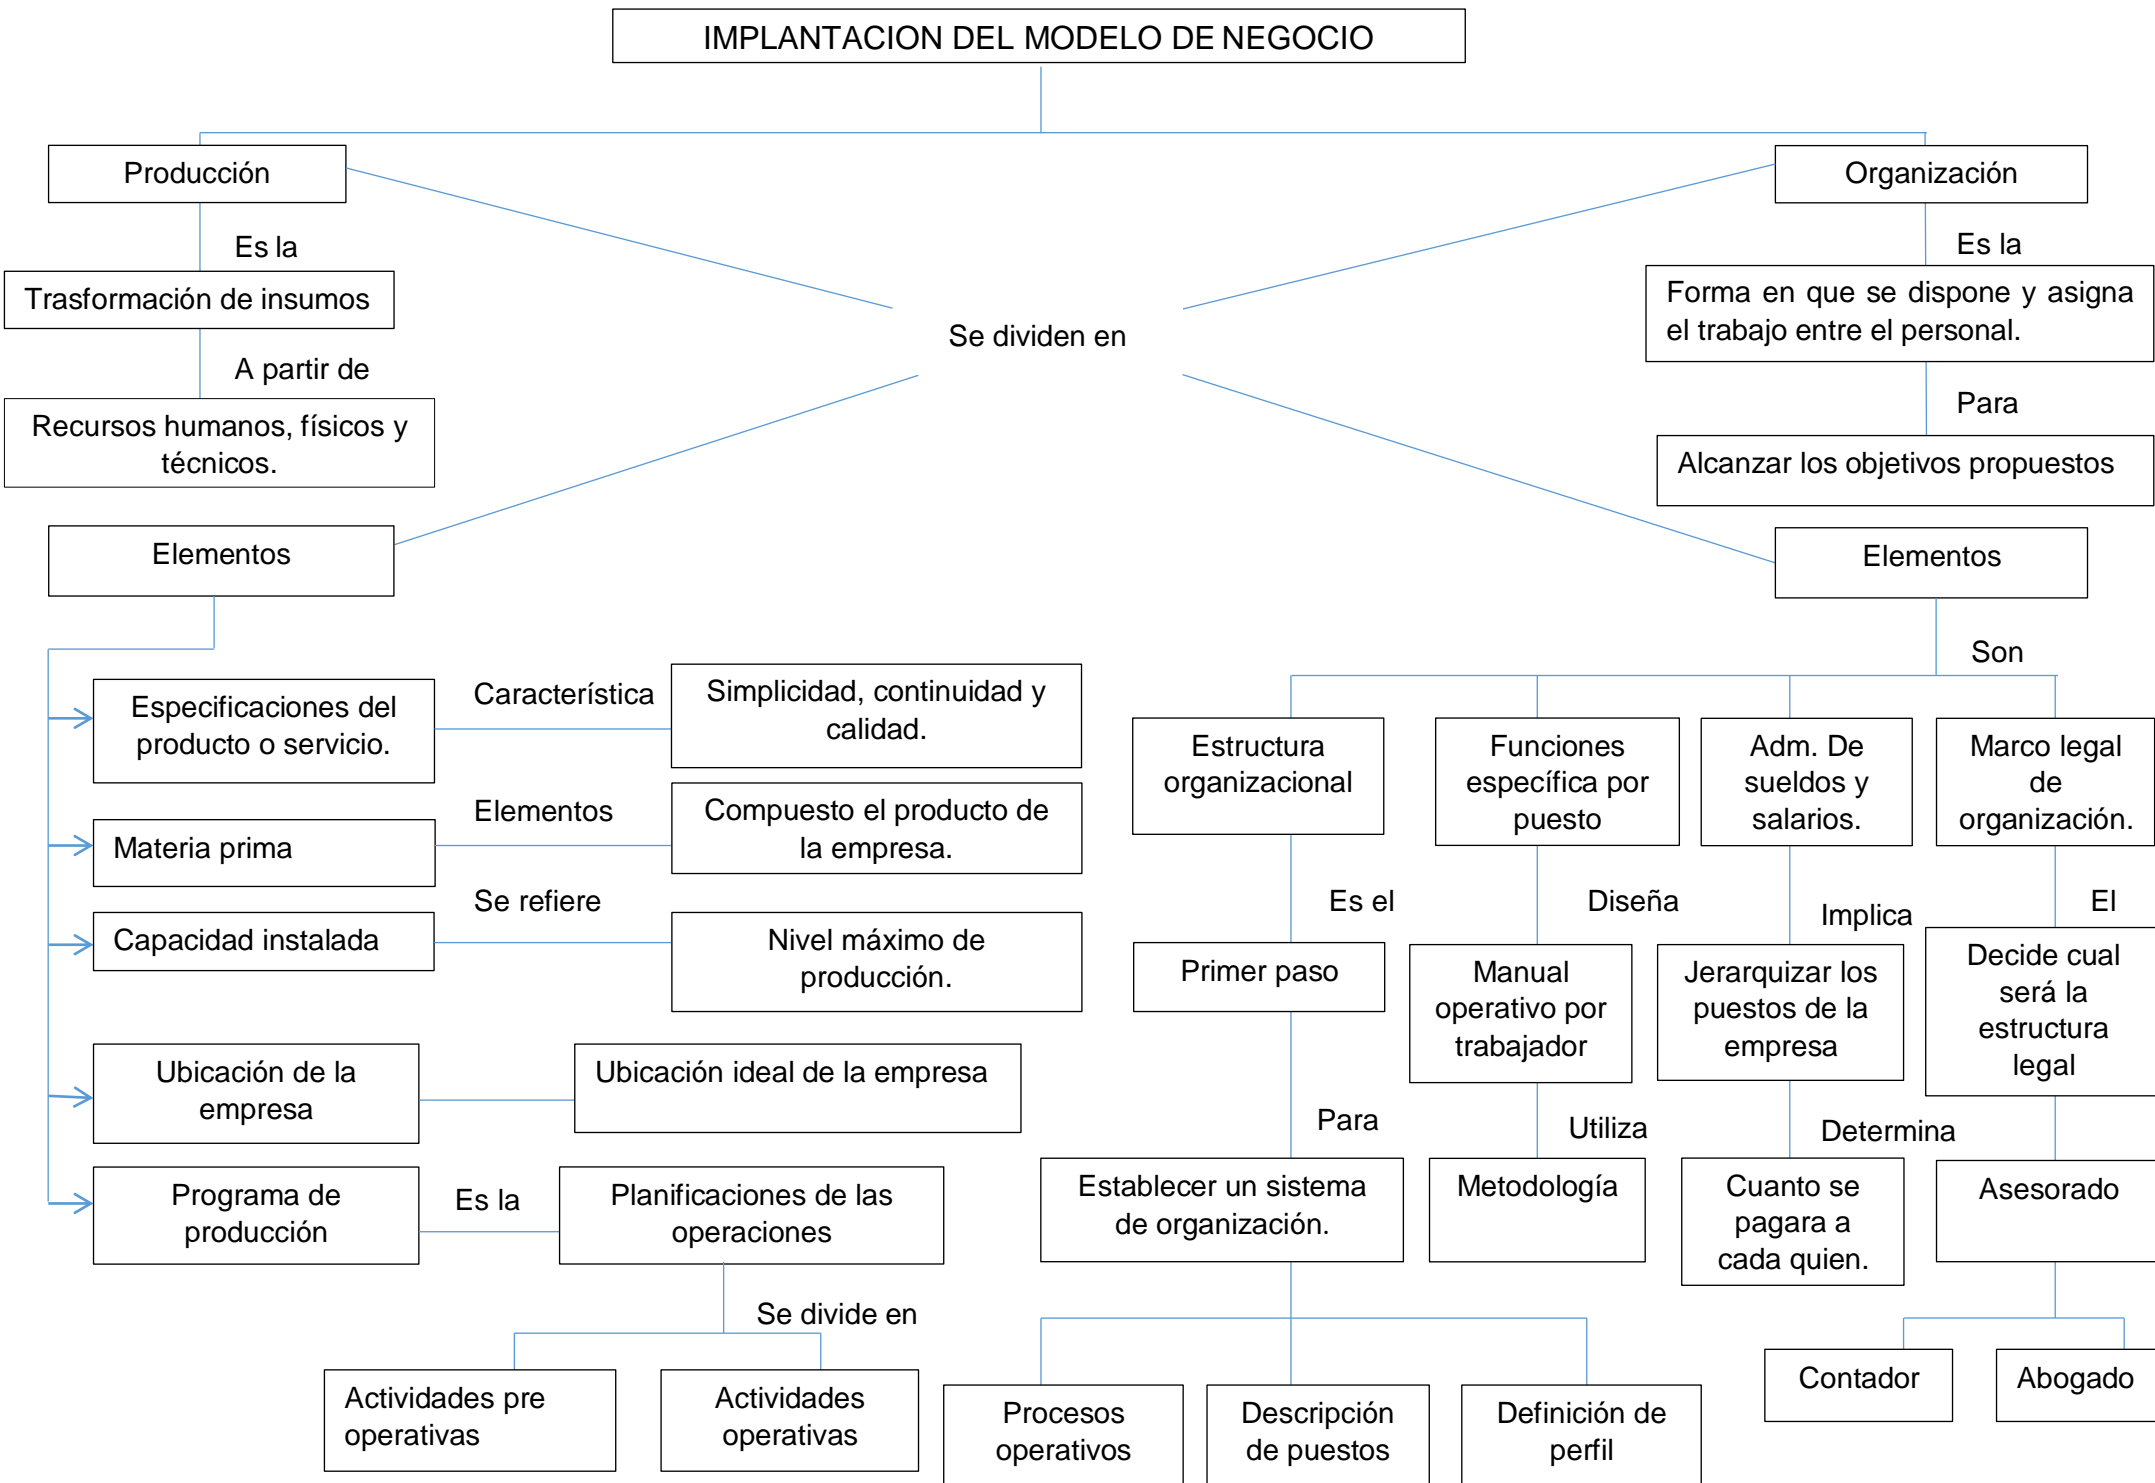 IMPLANTACION DEL MODELO DE NEGOCIO
Producción
Organización
Es la
Es la
Trasformación de insumos
Forma en que se dispone y asigna
el trabajo entre el personal.
Se dividen en
A partir de
Para
Recursos humanos, físicos y
técnicos.
Alcanzar los objetivos propuestos
Elementos
Elementos
Son
Especificaciones del
producto o servicio.
Característica
Simplicidad, continuidad y
calidad.
Materia prima
Elementos
Compuesto el producto de
la empresa.
Capacidad instalada
Se refiere
Nivel máximo de
producción.
Ubicación de la
empresa
Ubicación ideal de la empresa
Programa de
producción
Es la
Planificaciones de las
operaciones
Se divide en
Actividades pre
operativas
Actividades
operativas
Estructura
organizacional
Funciones
específica por
puesto
Adm. De
sueldos y
salarios.
Marco legal
de
organización.
Es el
Diseña
Implica
El
Primer paso
Manual
operativo por
trabajador
Jerarquizar los
puestos de la
empresa
Decide cual
será la
estructura
legal
Para
Utiliza
Determina
Establecer un sistema
de organización.
Metodología
Cuanto se
pagara a
cada quien.
Asesorado
Procesos
operativos
Descripción
de puestos
Definición de
perfil
Contador
Abogado